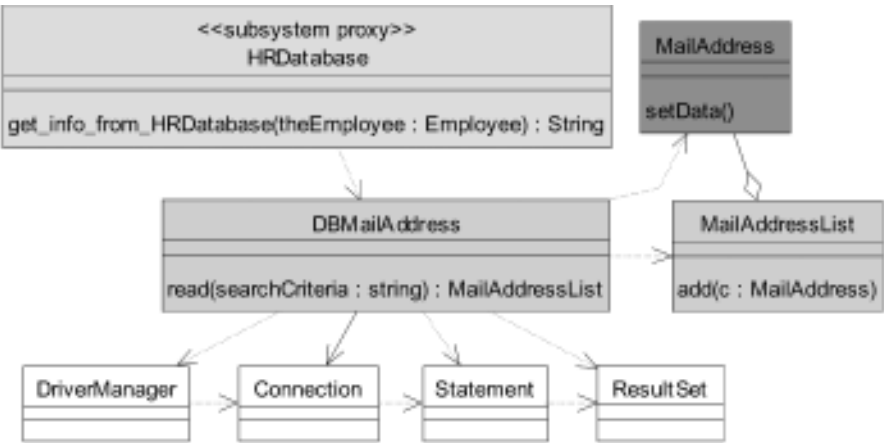 <<subsystem proxy>>
HRDatabase
get_info_from_HRDatabase(theEmployee : Employee) : String
MailAddress
setData()
DBMailAddress
read(searchCriteria : string) : MailAddressList
MailAddressList
add(c : MailAddress)
DriverManager
Connection
Statement
ResultSet